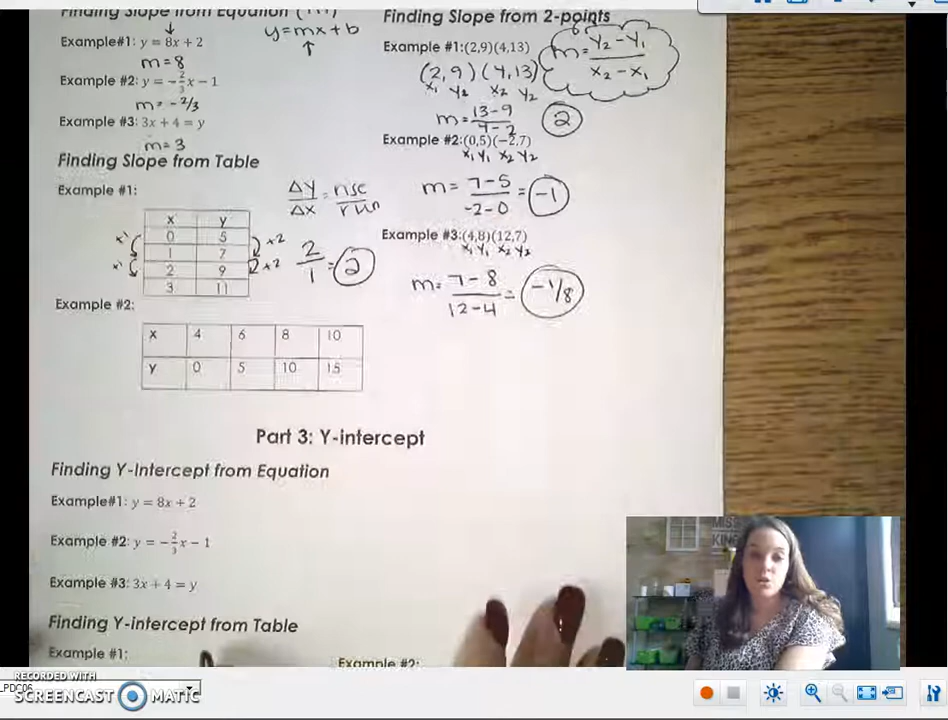 Finding Slope from Equation
y=mx+b
Example#1: y = 8x + 2
m = 8
Example #2: y = -2/3x - 1
m = -2/3
Example #3: 3x + 4 = y
m = 3
Finding Slope from Table
Example #1:
Δy/Δx = rise/run
x y
0 5
1 7
2 9
3 11
x1
x1
x2
x2
2/1 = 2
Example #2:
x 4 6 8 10
y 0 5 10 15
Finding Slope from 2-points
m = y2 - y1 / x2 - x1
Example #1:(2,9)(4,13)
(2,9)(4,13)
x1 y2 x2 y2
m = 13-9 / 4-2
2
Example #2:(0,5)(-2,7)
x1 y1 x2 y2
m = 7-5 / -2-0 = -1
Example #3:(4,8)(12,7)
x1 y1 x2 y2
m = 7-8 / 12-4 = -1/8
Part 3: Y-intercept
Finding Y-Intercept from Equation
Example#1: y = 8x + 2
Example #2: y = -2/3x - 1
Example #3: 3x + 4 = y
Finding Y-intercept from Table
Example #1:
Example #2:
KING
RECORDED WITH
SCREENCAST MATIC